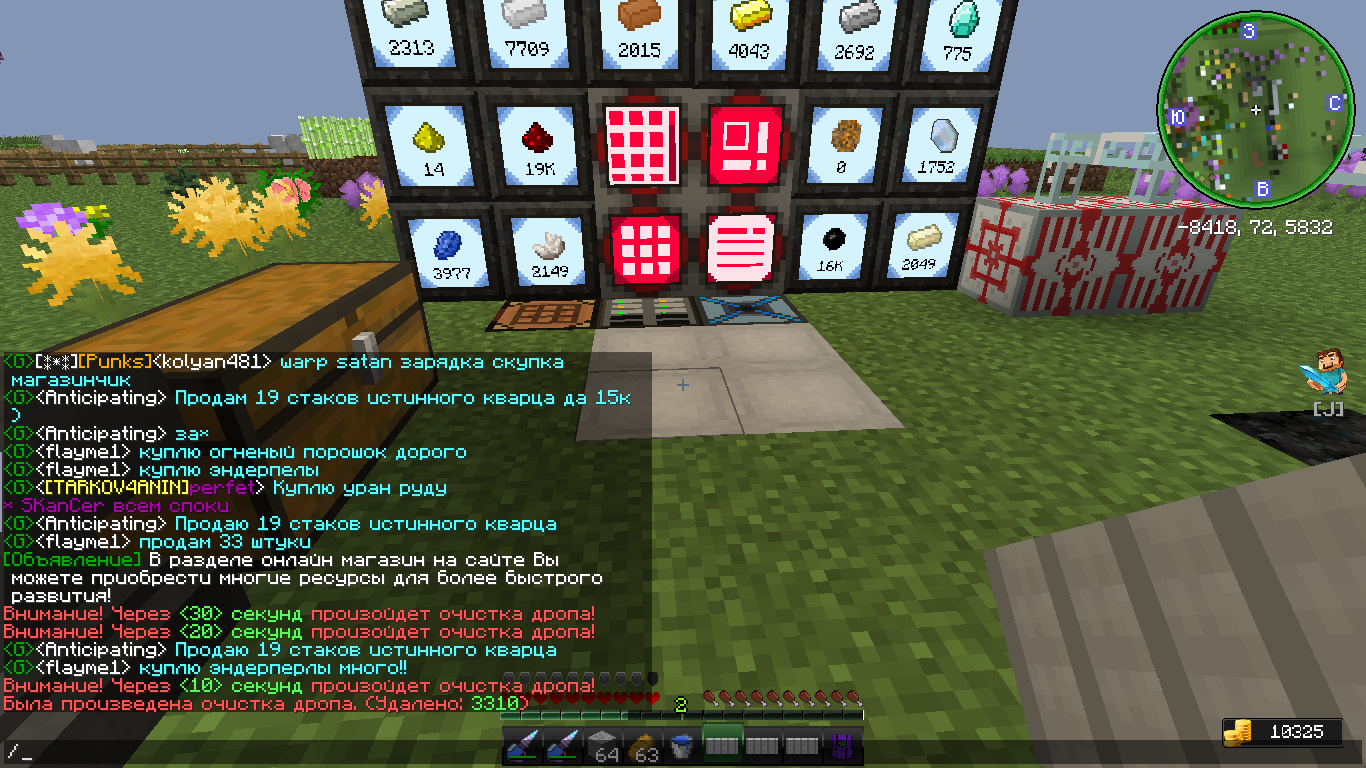 2313 7709 2015 4043 2692 775
З
С
Ю
В
14 19K 0 1752
-8418, 72, 5832
3977 2149 16K 2049
[J]
<G>[⁑*⁑][Punks]<kolyan481> warp satan зарядка скупка
магазинчик
<G><Anticipating> Продам 19 стаков истинного кварца да 15к
)
<G><Anticipating> зах
<G><flayme1> куплю огненый порошок дорого
<G><flayme1> куплю эндерпелы
<G><[TARKOV4ANIN]perfet> Куплю уран руду
* SKanCer всем споки
<G><Anticipating> Продаю 19 стаков истинного кварца
<G><flayme1> продам 33 штуки
[Объявление] В разделе онлайн магазин на сайте Вы
можете приобрести многие ресурсы для более быстрого
развития!
Внимание! Через <30> секунд произойдет очистка дропа!
Внимание! Через <20> секунд произойдет очистка дропа!
<G><Anticipating> Продаю 19 стаков истинного кварца
<G><flayme1> куплю эндерперлы много!!
Внимание! Через <10> секунд произойдет очистка дропа!
Была произведена очистка дропа. (Удалено: 3310)
2
64 63
10325
/_